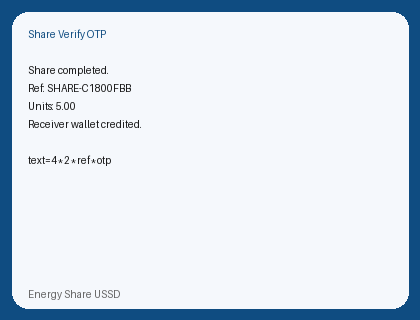 Share Verify OTP
Share completed.
Ref: SHARE-C1800FBB
Units: 5.00
Receiver wallet credited.
text=4*2*ref*otp
Energy Share USSD